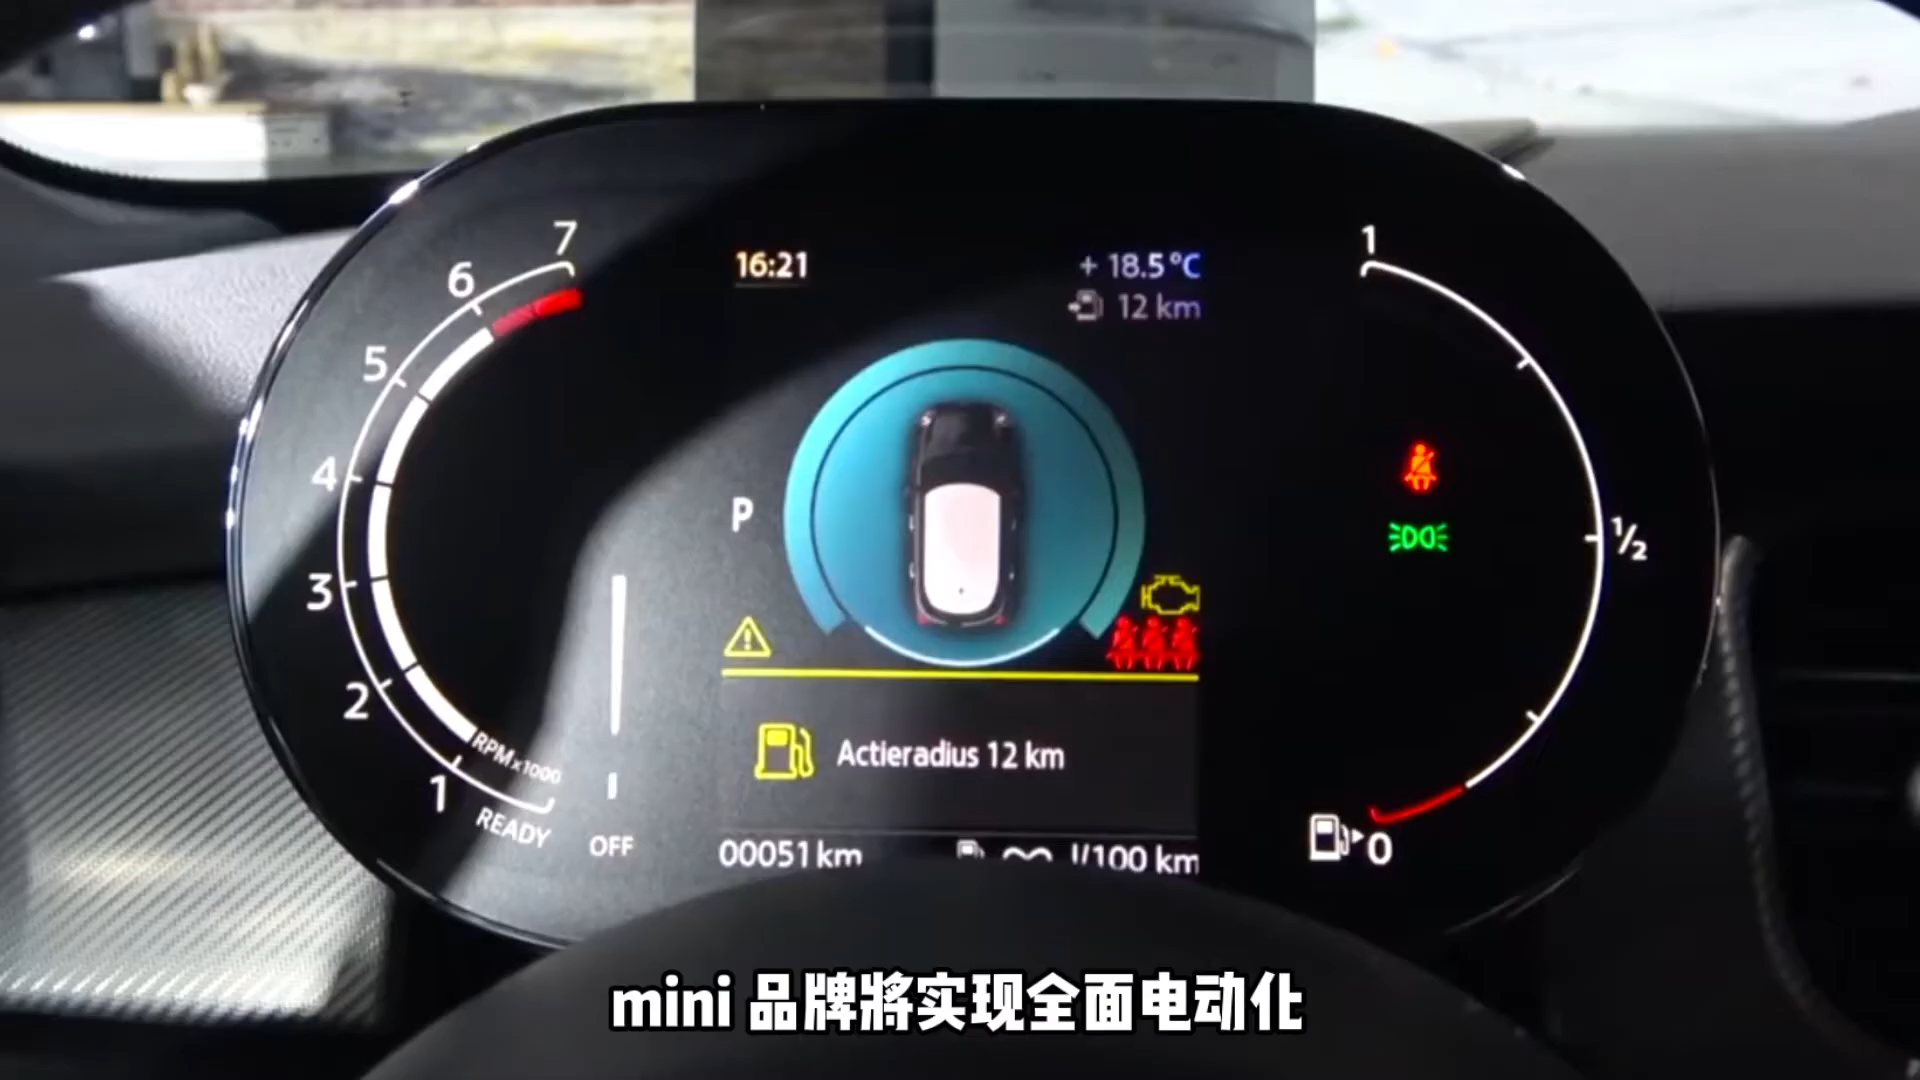 7
6
5
4
3
2
1
RPM x1000
READY
OFF
16:21
+ 18.5°C
12 km
P
Actieradius 12 km
00051 km
l/100 km
1
1/2
0
mini 品牌將实现全面电动化